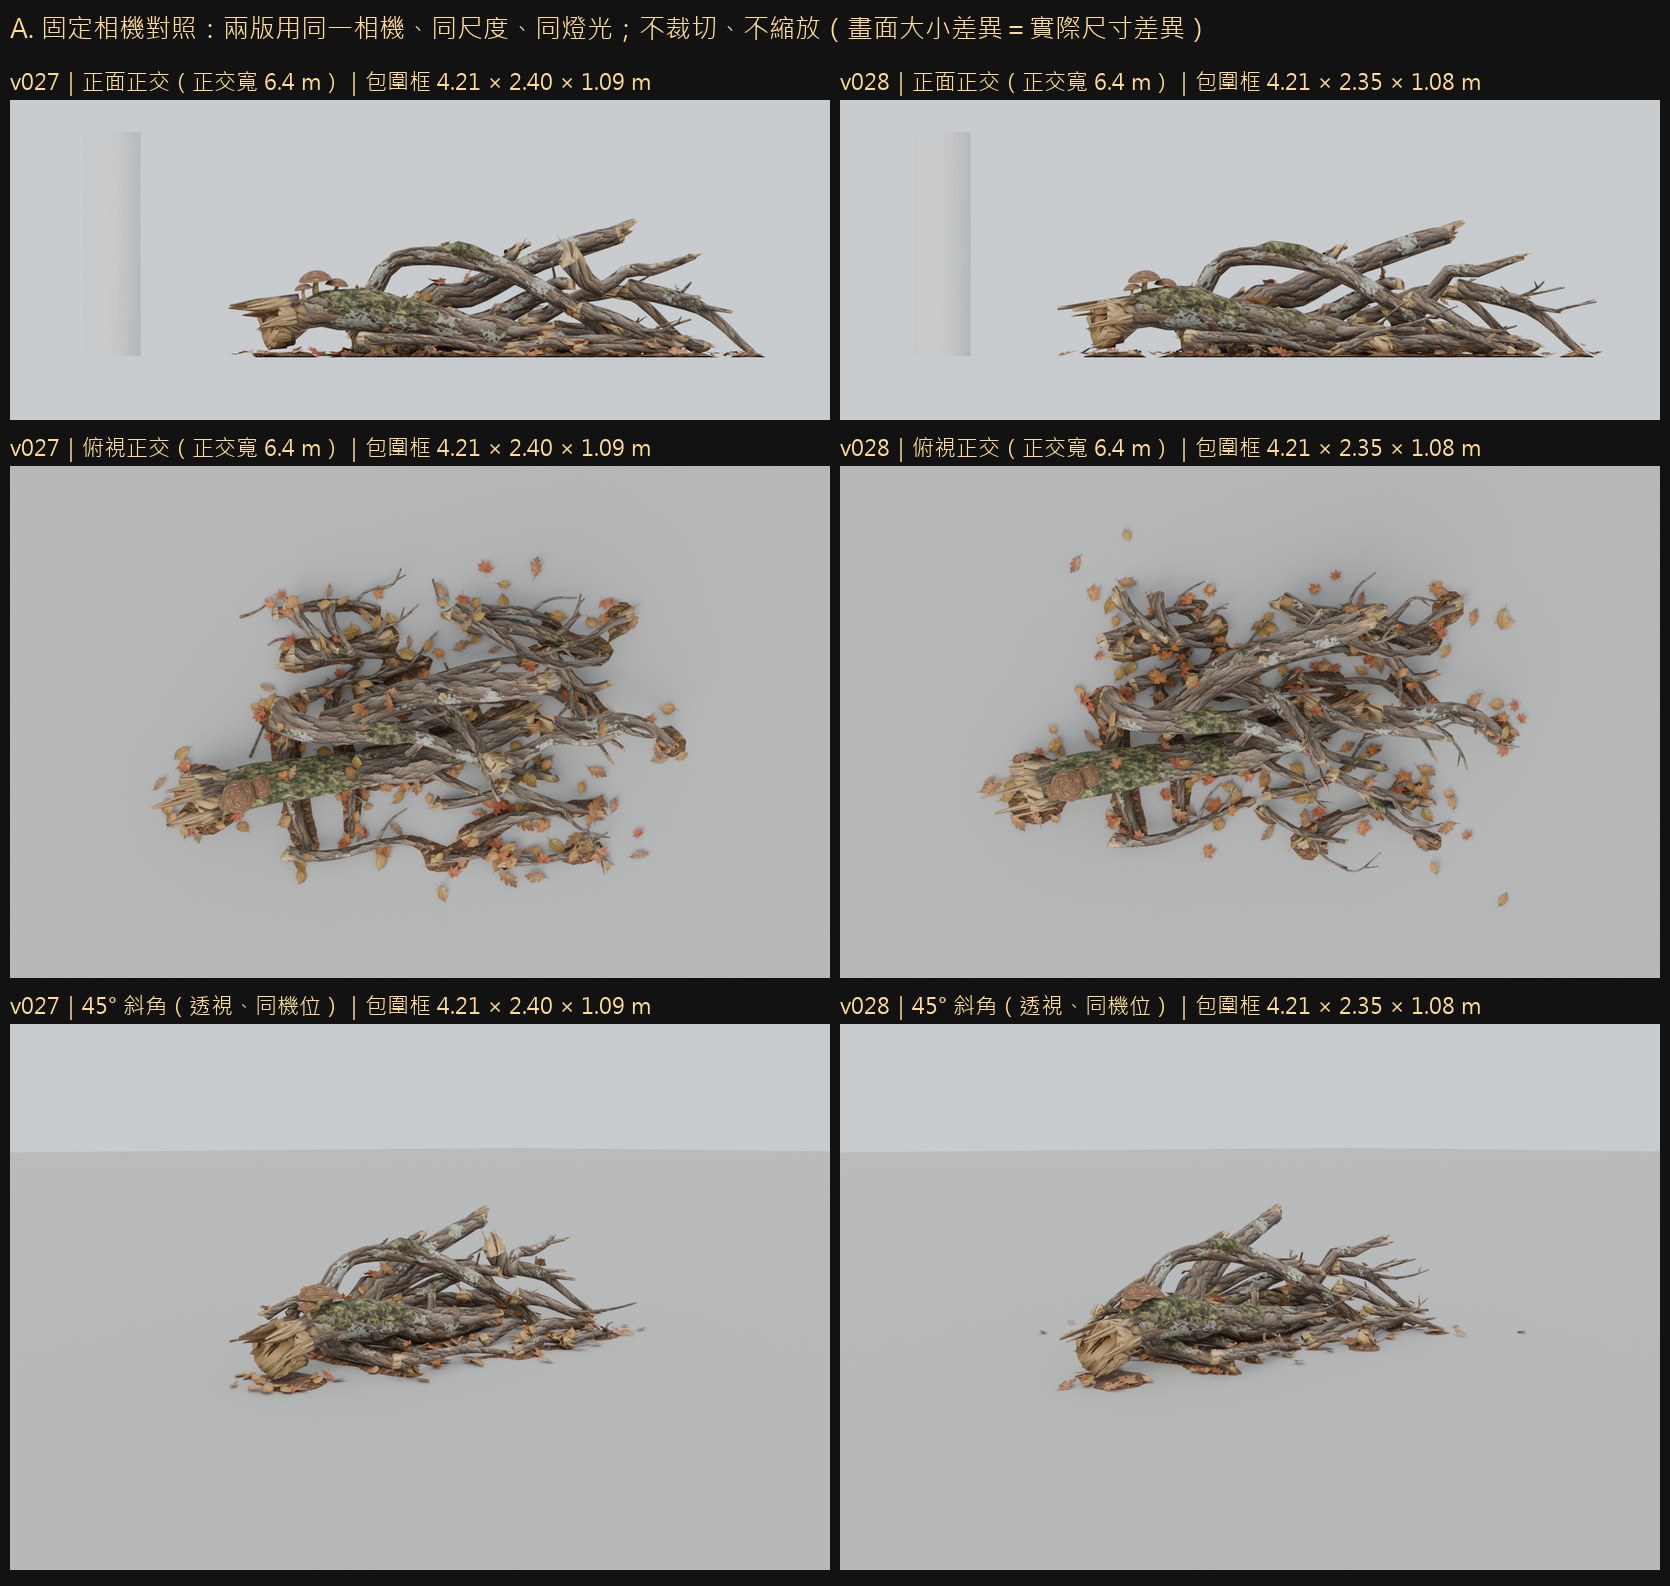 A. 固定相機對照：兩版用同一相機、同尺度、同燈光；不裁切、不縮放（畫面大小差異＝實際尺寸差異）
v027｜正面正交（正交寬 6.4 m）｜包圍框 4.21 × 2.40 × 1.09 m
v028｜正面正交（正交寬 6.4 m）｜包圍框 4.21 × 2.35 × 1.08 m
v027｜俯視正交（正交寬 6.4 m）｜包圍框 4.21 × 2.40 × 1.09 m
v028｜俯視正交（正交寬 6.4 m）｜包圍框 4.21 × 2.35 × 1.08 m
v027｜45° 斜角（透視、同機位）｜包圍框 4.21 × 2.40 × 1.09 m
v028｜45° 斜角（透視、同機位）｜包圍框 4.21 × 2.35 × 1.08 m